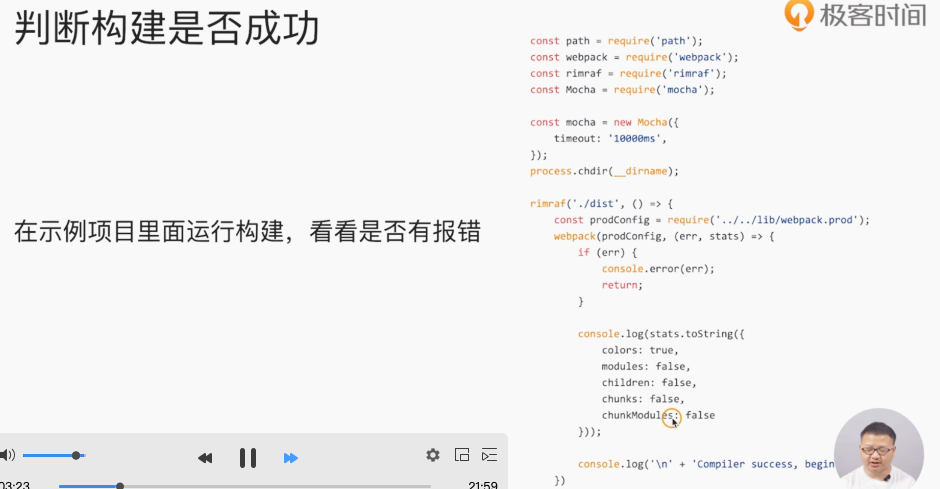 判断构建是否成功
极客时间
在示例项目里面运行构建，看看是否有报错
const path = require('path');
const webpack = require('webpack');
const rimraf = require('rimraf');
const Mocha = require('mocha');
const mocha = new Mocha({
timeout: '10000ms',
});
process.chdir(__dirname);
rimraf('./dist', () => {
const prodConfig = require('../../lib/webpack.prod');
webpack(prodConfig, (err, stats) => {
if (err) {
console.error(err);
return;
}
console.log(stats.toString({
colors: true,
modules: false,
children: false,
chunks: false,
chunkModules: false
}));
console.log('\n' + 'Compiler success, begin
})
03:23
21:59